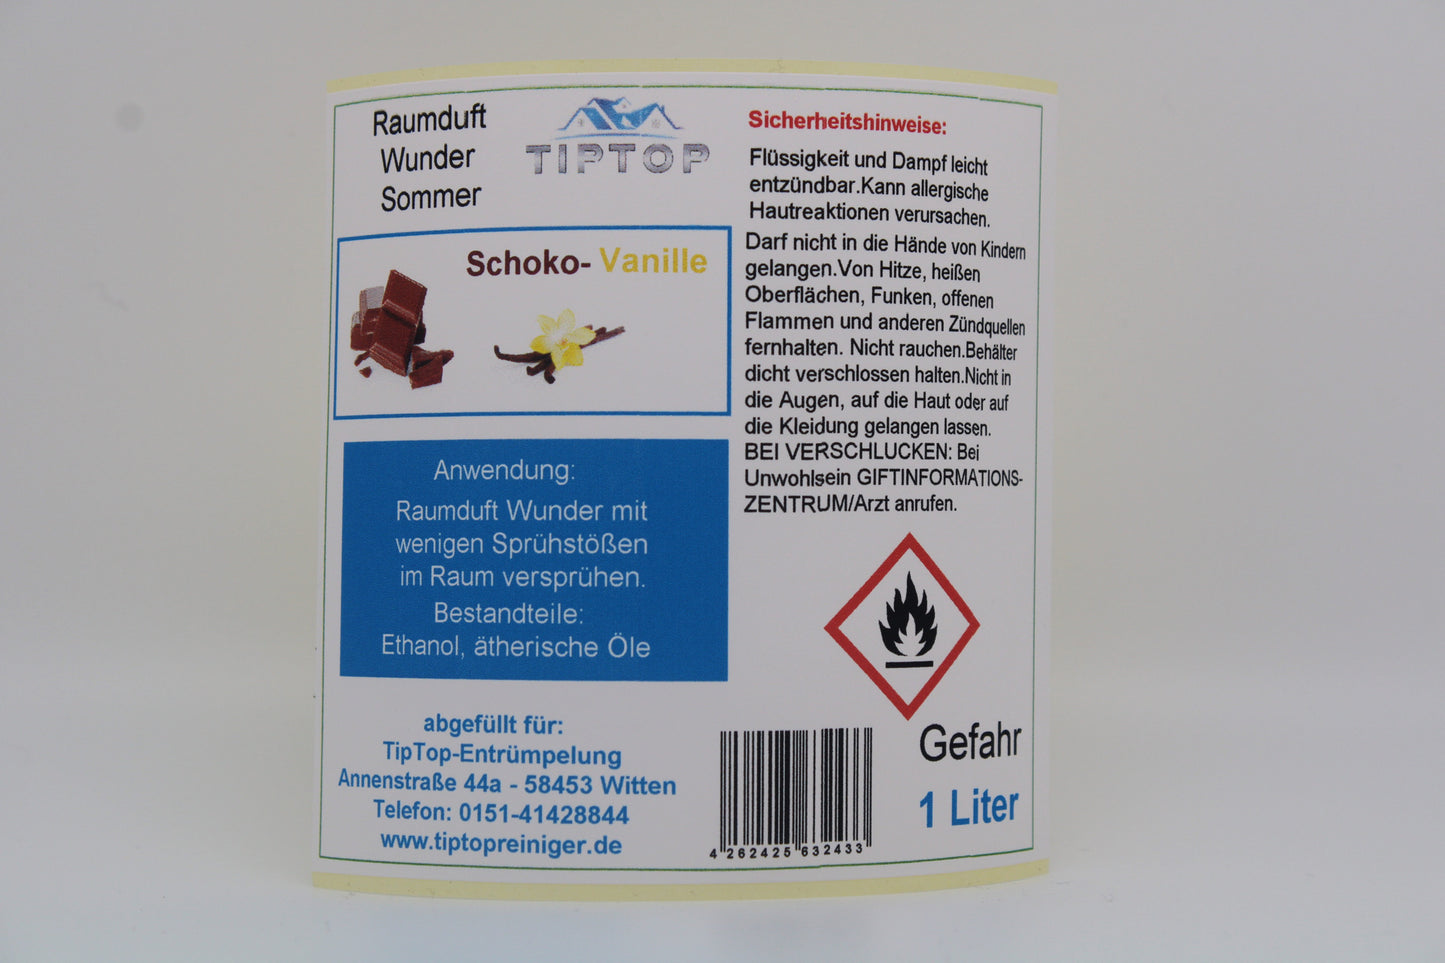 Raumduft
Wunder
Sommer
TIPTOP
Schoko- Vanille
Anwendung:
Raumduft Wunder mit
wenigen Sprühstößen
im Raum versprühen.
Bestandteile:
Ethanol, ätherische Öle
abgefüllt für:
TipTop-Entrümpelung
Annenstraße 44a - 58453 Witten
Telefon: 0151-41428844
www.tiptopreiniger.de
Sicherheitshinweise:
Flüssigkeit und Dampf leicht
entzündbar.Kann allergische
Hautreaktionen verursachen.
Darf nicht in die Hände von Kindern
gelangen.Von Hitze, heißen
Oberflächen, Funken, offenen
Flammen und anderen Zündquellen
fernhalten. Nicht rauchen.Behälter
dicht verschlossen halten.Nicht in
die Augen, auf die Haut oder auf
die Kleidung gelangen lassen.
BEI VERSCHLUCKEN: Bei
Unwohlsein GIFTINFORMATIONS-
ZENTRUM/Arzt anrufen.
Gefahr
1 Liter
4 262425 632433